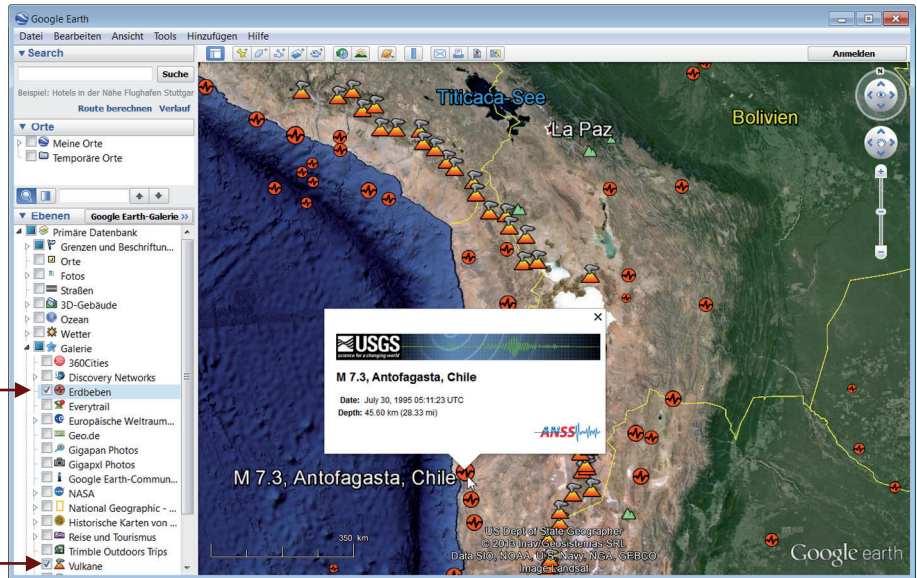 Google Earth
Datei Bearbeiten Ansicht Tools Hinzufügen Hilfe
Search
Suche
Beispiel: Hotels in der Nähe Flughafen Stuttgar
Route berechnen Verlauf
Orte
Meine Orte
Temporäre Orte
Ebenen Google Earth-Galerie >>
Primäre Datenbank
Grenzen und Beschriftun...
Orte
Fotos
Straßen
3D-Gebäude
Ozean
Wetter
Galerie
360Cities
Discovery Networks
Erdbeben
Everytrail
Europäische Weltraum...
Geo.de
Gigapan Photos
Gigapxl Photos
Google Earth-Commun...
NASA
National Geographic - ...
Historische Karten von ...
Reise und Tourismus
Trimble Outdoors Trips
Vulkane
Anmelden
N
Titicaca-See
La Paz
Bolivien
USGS
science for a changing world
M 7.3, Antofagasta, Chile
Date: July 30, 1995 05:11:23 UTC
Depth: 45.60 km (28.33 mi)
ANSS
M 7.3, Antofagasta, Chile
350 km
US Dept of State Geographer
© 2013 Inav/Geosistemas SRL
Data SIO, NOAA, U.S. Navy, NGA, GEBCO
Image Landsat
Google earth